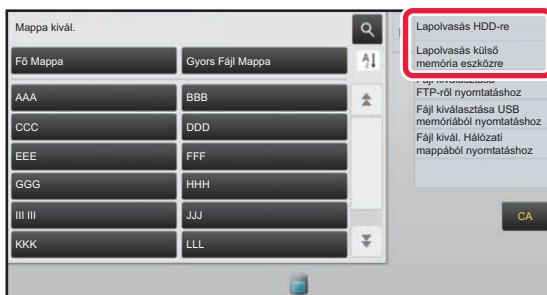 Mappa kivál.
Fő Mappa
Gyors Fájl Mappa
AAA
BBB
CCC
DDD
EEE
FFF
GGG
HHH
III III
JJJ
KKK
LLL
Lapolvasás HDD-re
Lapolvasás külső
memória eszközre
Fájl kiválasztása
FTP-ről nyomtatáshoz
Fájl kiválasztása USB
memóriából nyomtatáshoz
Fájl kivál. Hálózati
mappából nyomtatáshoz
CA